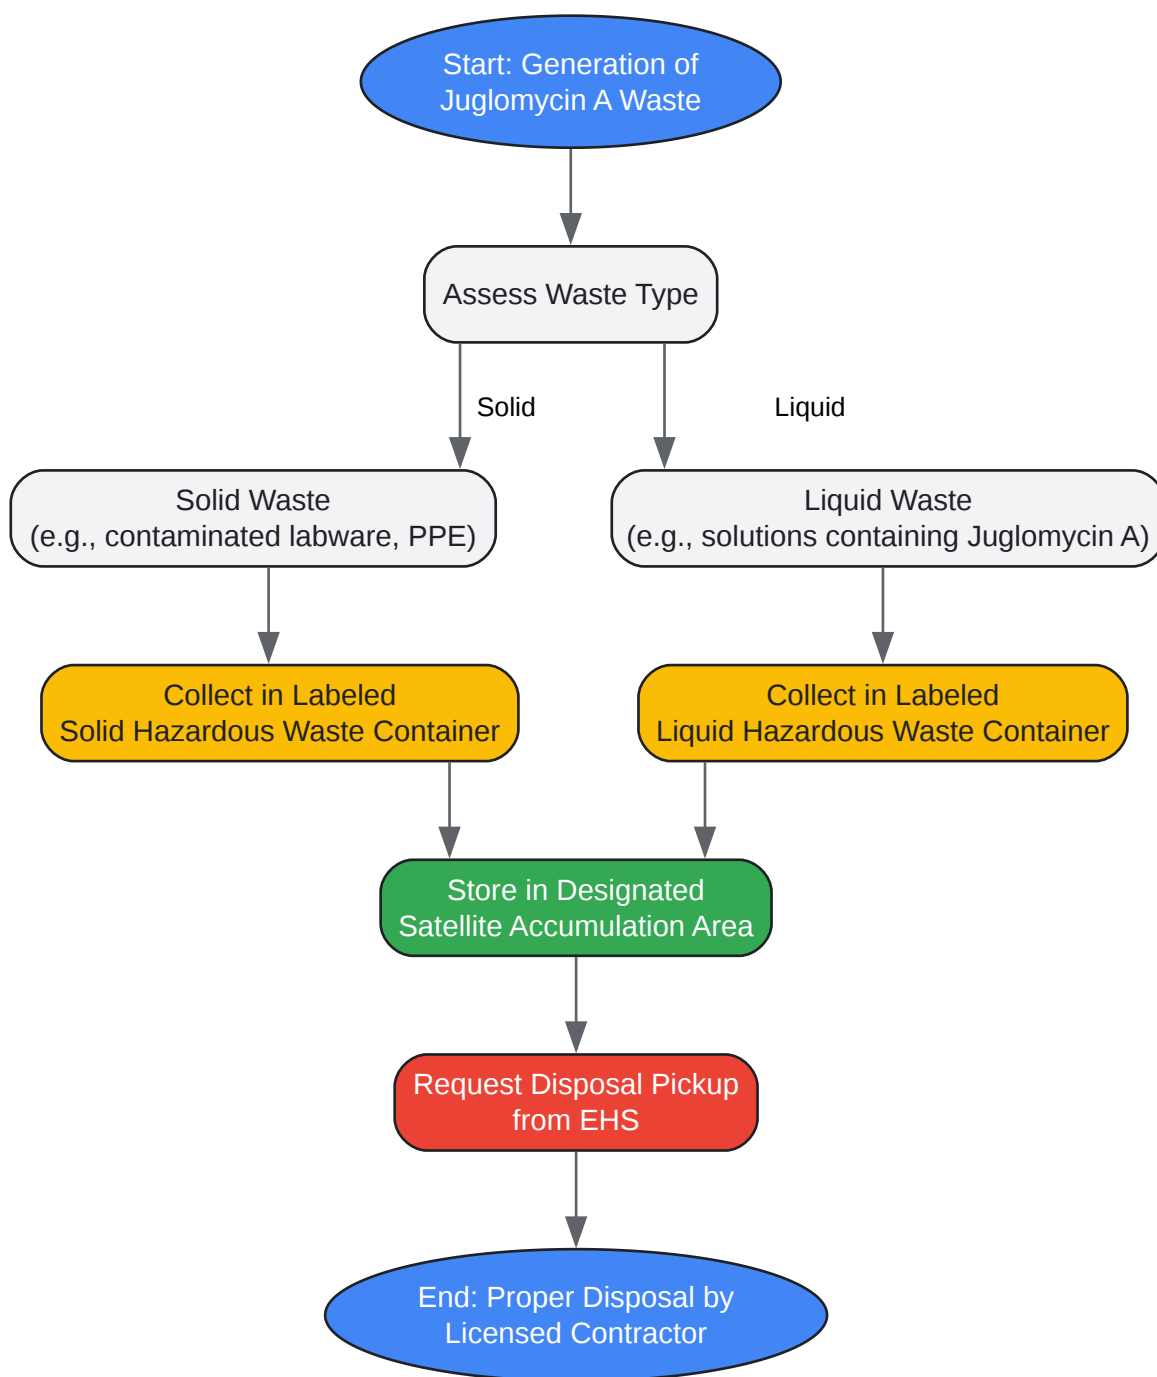 Start: Generation of
Juglomycin A Waste
Assess Waste Type
Solid
Liquid
Solid Waste
(e.g., contaminated labware, PPE)
Liquid Waste
(e.g., solutions containing Juglomycin A)
Collect in Labeled
Solid Hazardous Waste Container
Collect in Labeled
Liquid Hazardous Waste Container
Store in Designated
Satellite Accumulation Area
Request Disposal Pickup
from EHS
End: Proper Disposal by
Licensed Contractor